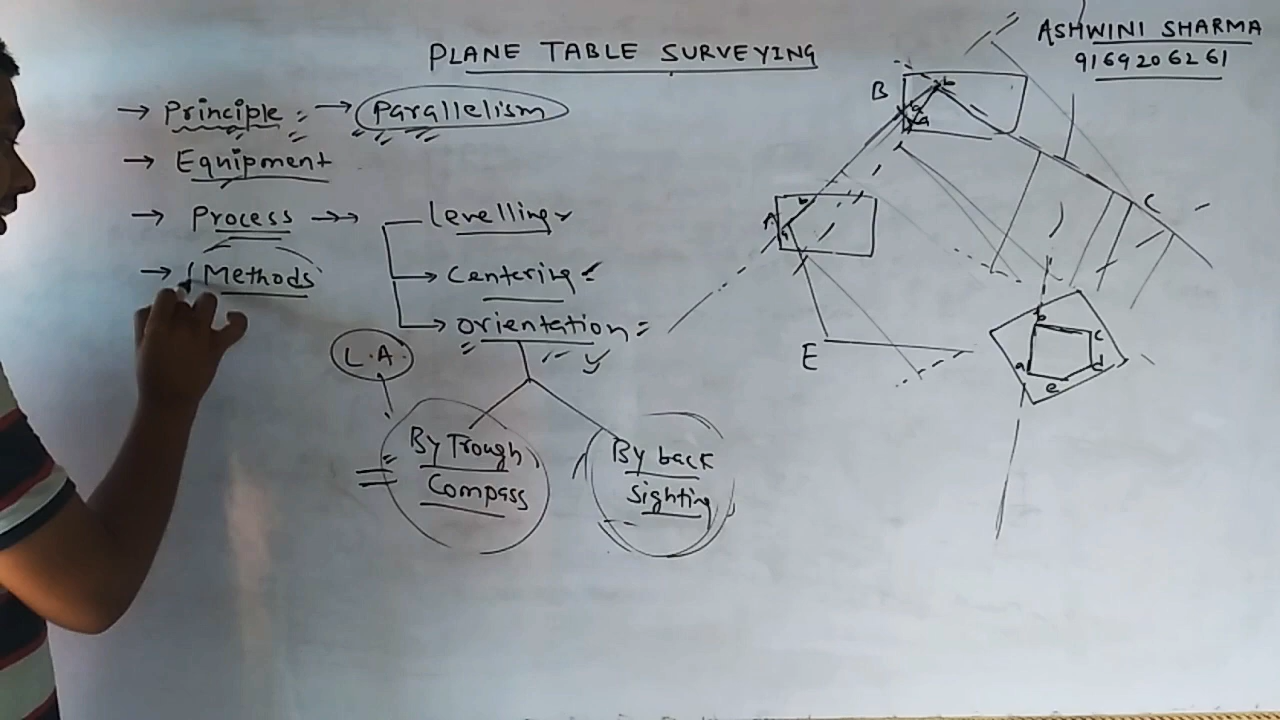 PLANE TABLE SURVEYING
ASHWINI SHARMA
9169206261
→ Principle :- → Parallelism
→ Equipment
→ Process →→
Levelling
→ Centering
→ orientation
→ Methods
L.A.
By Trough
Compass
By back
Sighting
B
b
a
A
b
a
C
E
b
c
a
d
e